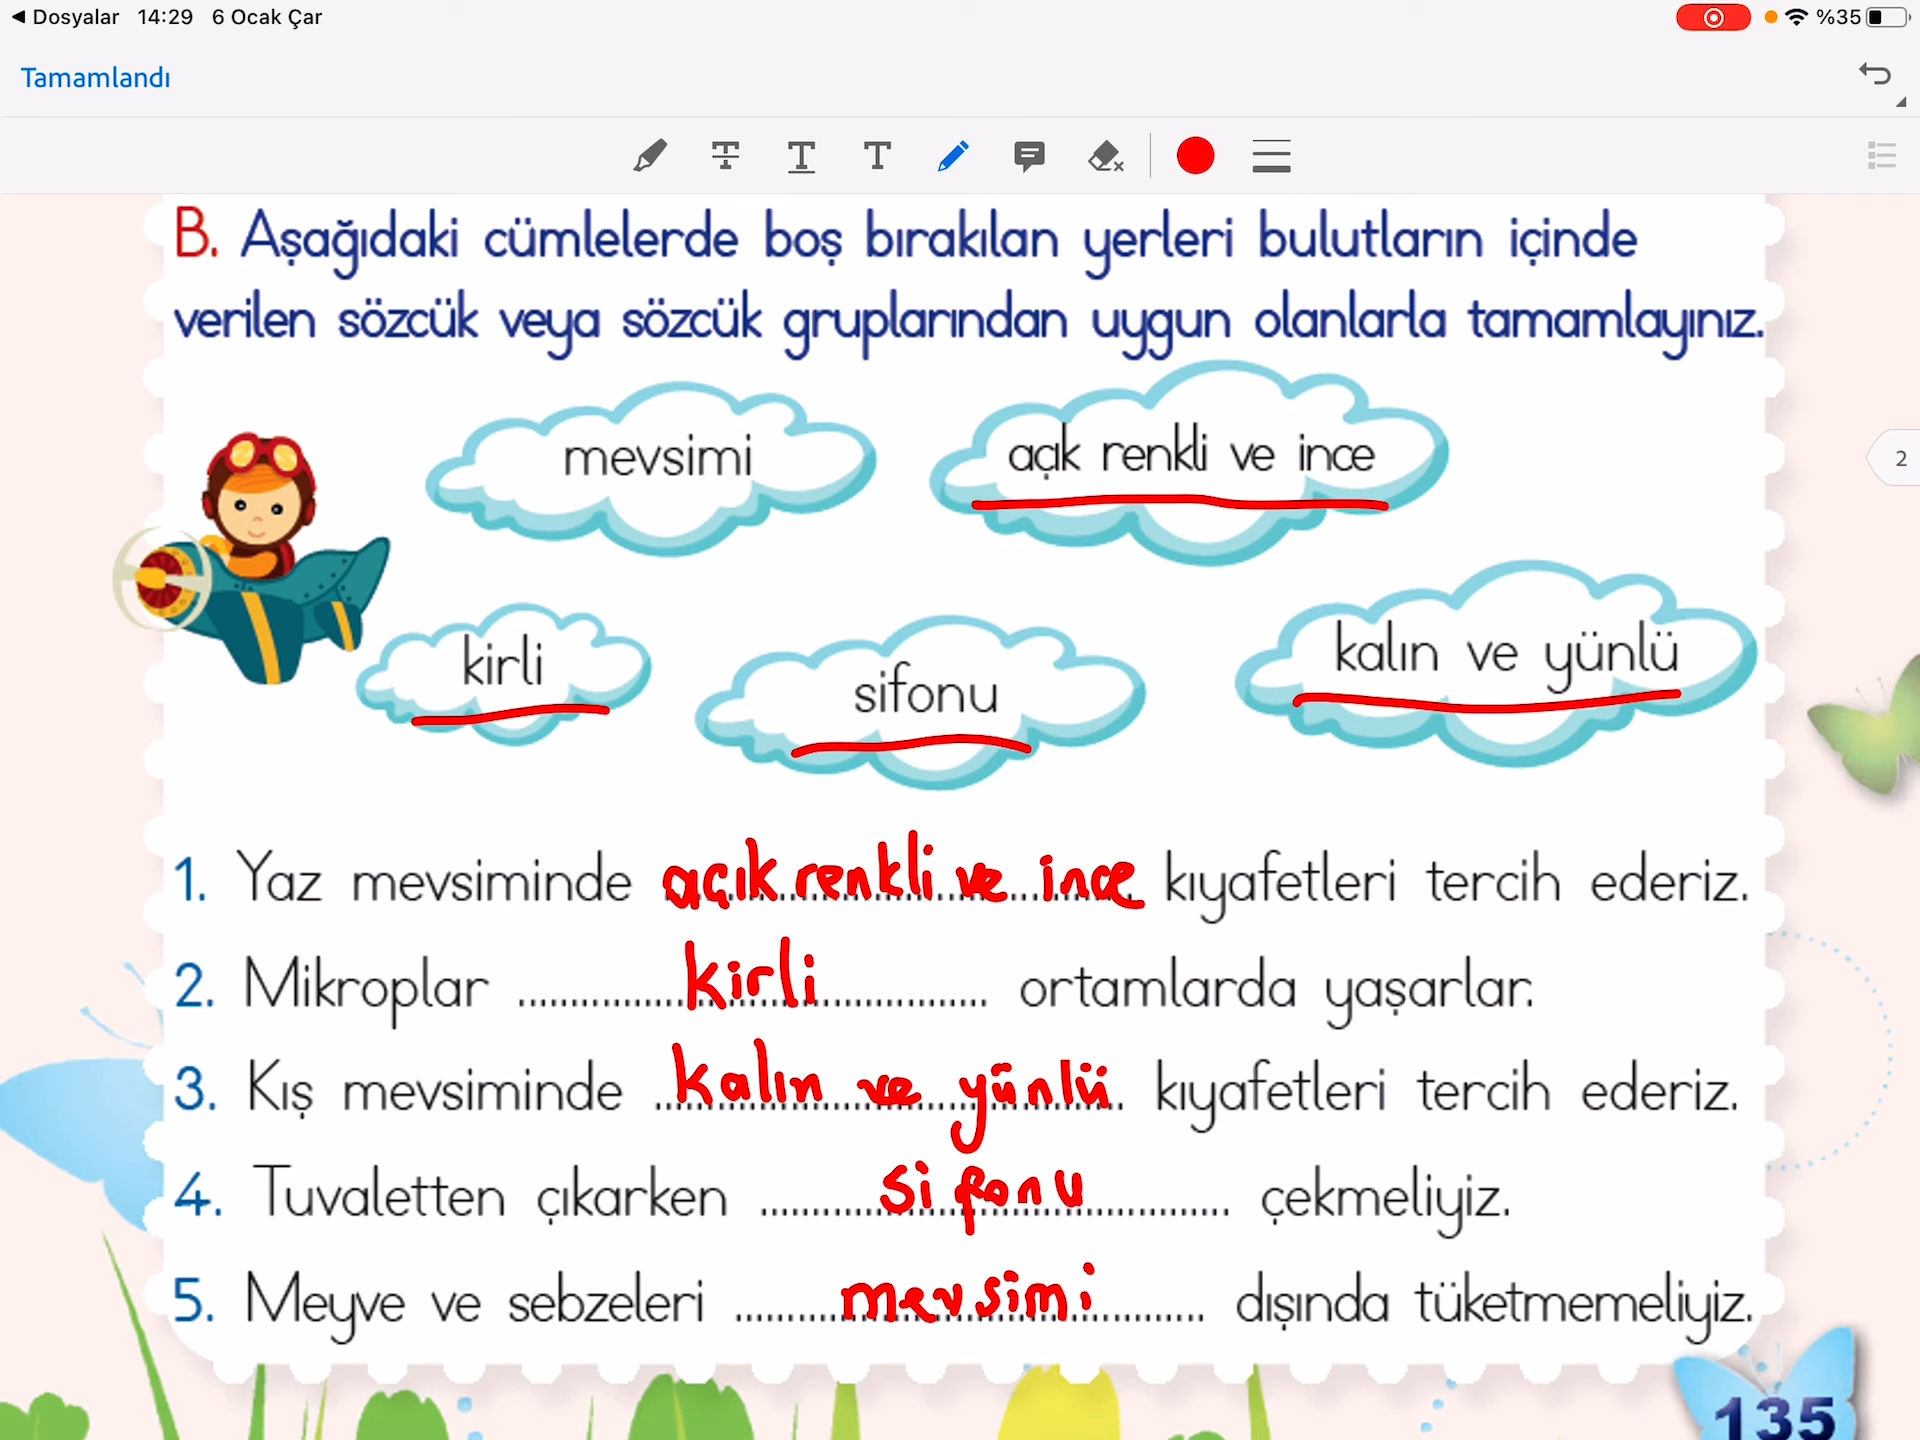 Dosyalar 14:29 6 Ocak Çar %35
Tamamlandı
B. Aşağıdaki cümlelerde boş bırakılan yerleri bulutların içinde
verilen sözcük veya sözcük gruplarından uygun olanlarla tamamlayınız.
mevsimi
açık renkli ve ince
2
kirli
sifonu
kalın ve yünlü
1. Yaz mevsiminde açık renkli ve ince kıyafetleri tercih ederiz.
2. Mikroplar kirli ortamlarda yaşarlar.
3. Kış mevsiminde kalın ve yünlü kıyafetleri tercih ederiz.
4. Tuvaletten çıkarken sifonu çekmeliyiz.
5. Meyve ve sebzeleri mevsimi dışında tüketmemeliyiz.
135